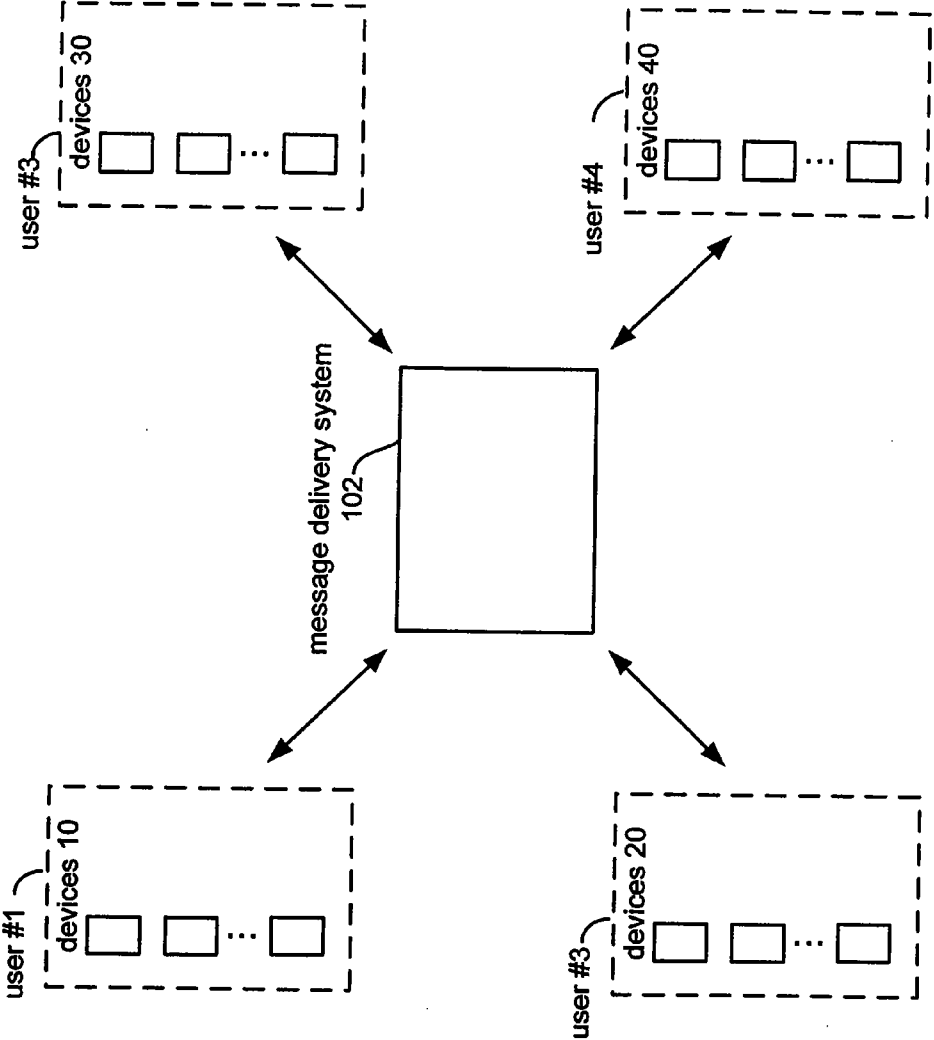 user #1
devices 10
user #3
devices 30
message delivery system
102
user #3
devices 20
user #4
devices 40